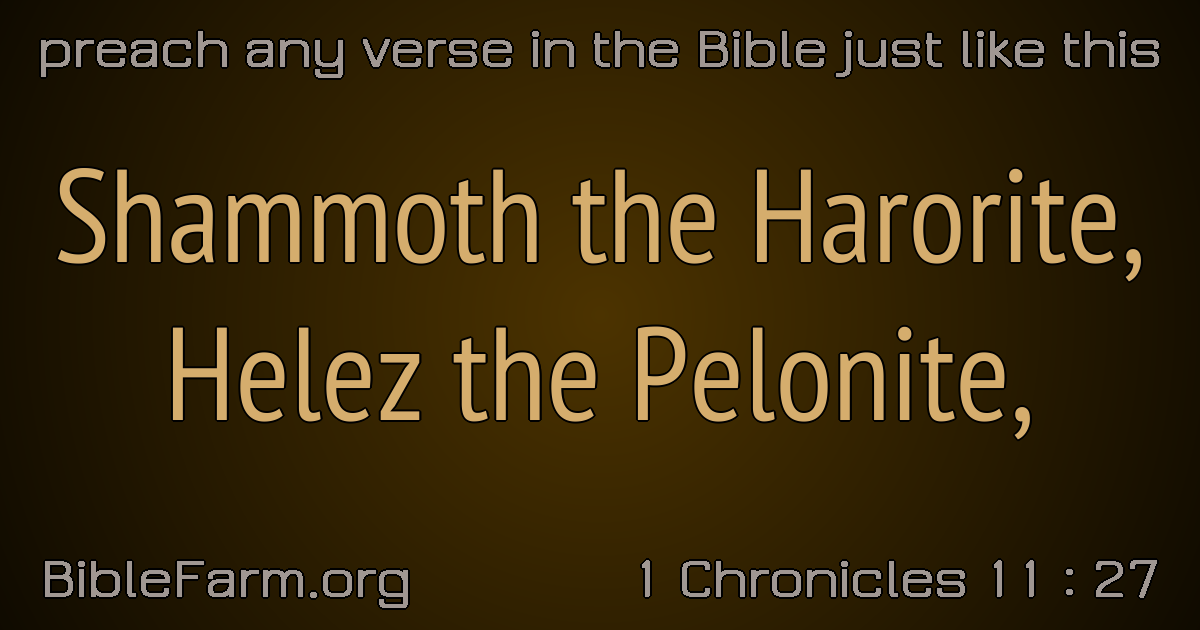 preach any verse in the Bible just like this
Shammoth the Harorite,
Helez the Pelonite,
BibleFarm.org
1 Chronicles 11 : 27